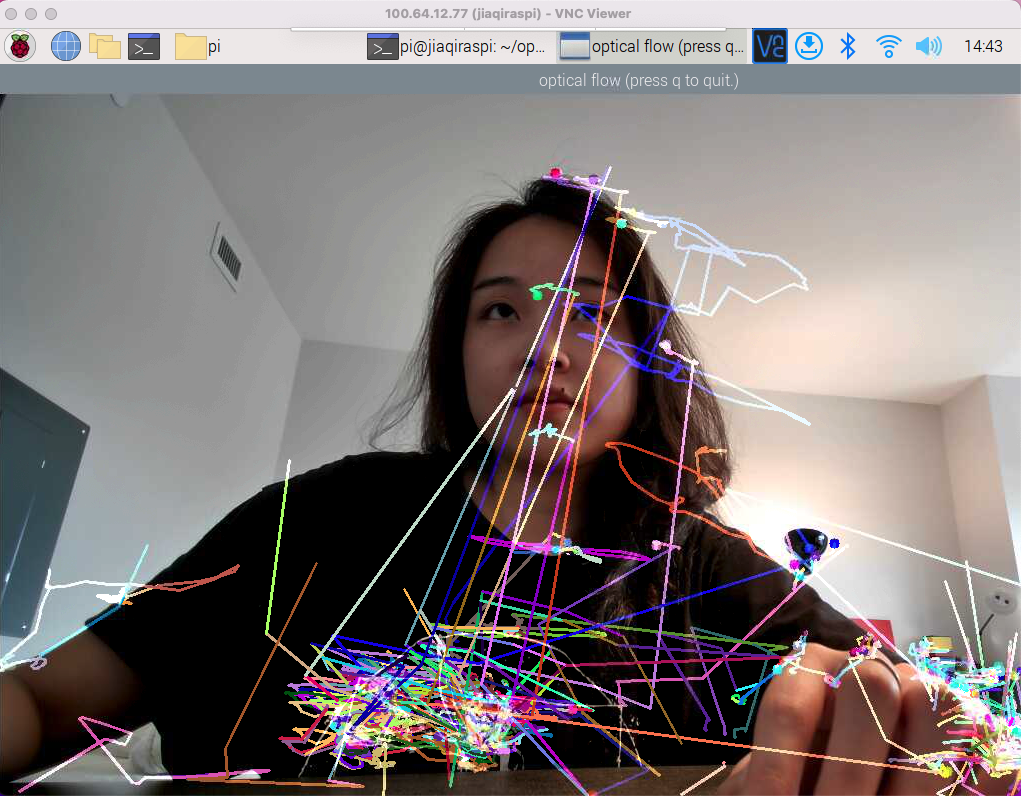 100.64.12.77 (jiaqiraspi) - VNC Viewer
pi
pi@jiaqiraspi: ~/op...
optical flow (press q...
14:43
optical flow (press q to quit.)